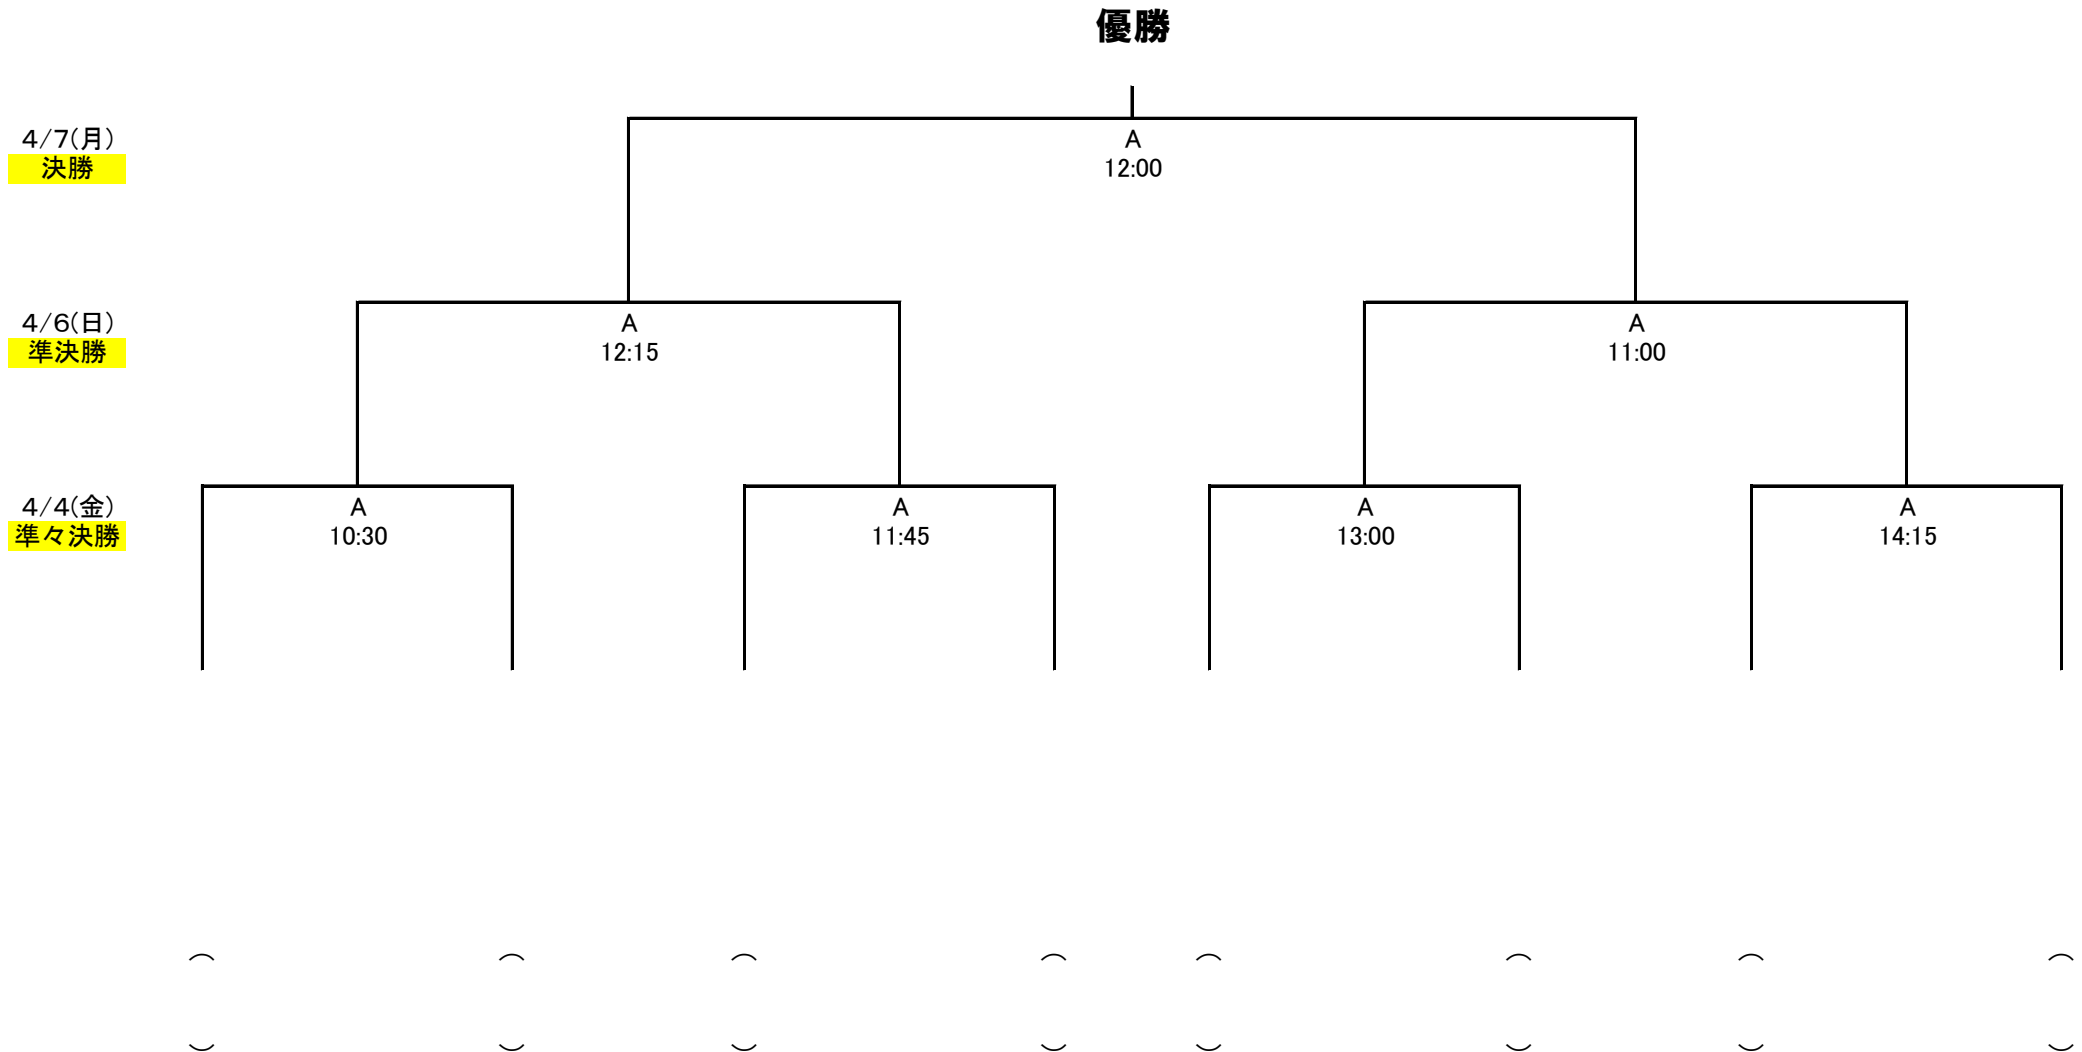 優勝
4/7(月)
決勝
A
12:00
4/6(日)
準決勝
A
12:15
A
11:00
4/4(金)
準々決勝
A
10:30
A
11:45
A
13:00
A
14:15
︵ ︵ ︵ ︵ ︵ ︵ ︵ ︵
︶ ︶ ︶ ︶ ︶ ︶ ︶ ︶